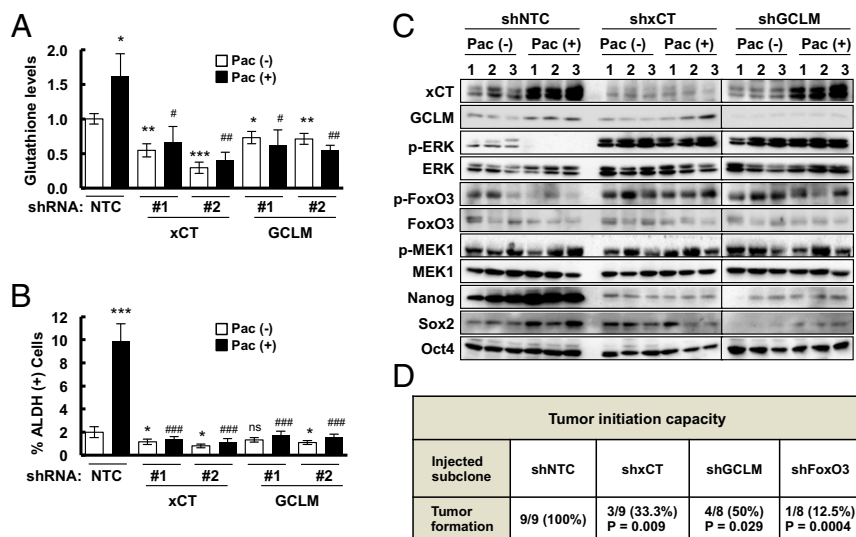 A
Glutathione levels
2.0
1.5
1.0
0.5
0.0
Pac (-)
Pac (+)
*
**
#
***
##
*
#
**
##
shRNA: NTC #1 #2 #1 #2
xCT GCLM
B
% ALDH (+) Cells
12
10
8
6
4
2
0
Pac (-)
Pac (+)
***
*
###
*
###
ns
###
*
###
shRNA: NTC #1 #2 #1 #2
xCT GCLM
C
shNTC shxCT shGCLM
Pac (-) Pac (+) Pac (-) Pac (+) Pac (-) Pac (+)
1 2 3 1 2 3 1 2 3 1 2 3 1 2 3 1 2 3
xCT
GCLM
p-ERK
ERK
p-FoxO3
FoxO3
p-MEK1
MEK1
Nanog
Sox2
Oct4
D
Tumor initiation capacity
Injected subclone
shNTC
shxCT
shGCLM
shFoxO3
Tumor formation
9/9 (100%)
3/9 (33.3%)
P = 0.009
4/8 (50%)
P = 0.029
1/8 (12.5%)
P = 0.0004